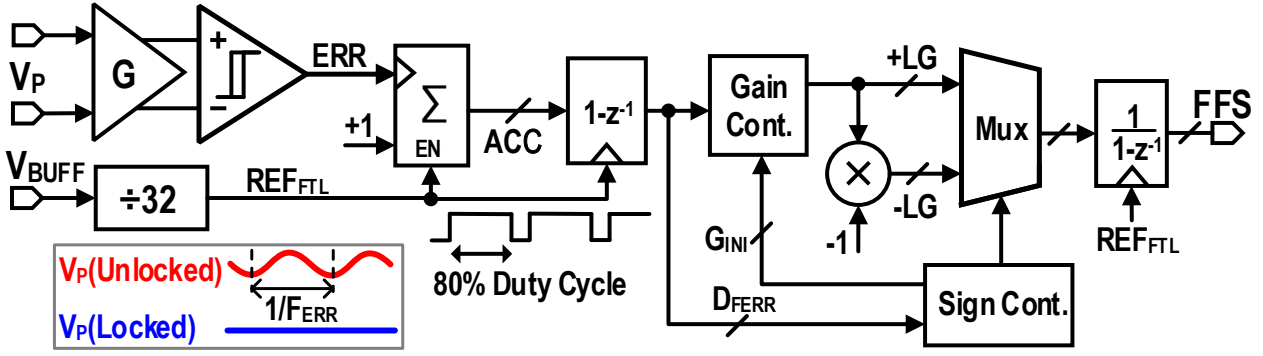 V_P
G
+
−
ERR
+1
Σ
EN
ACC
1-z⁻¹
Gain
Cont.
+LG
×
-LG
-1
Mux
1
1-z⁻¹
FFS
REF_FTL
V_BUFF
÷32
REF_FTL
80% Duty Cycle
G_INI
D_FERR
Sign Cont.
V_P(Unlocked)
1/F_ERR
V_P(Locked)